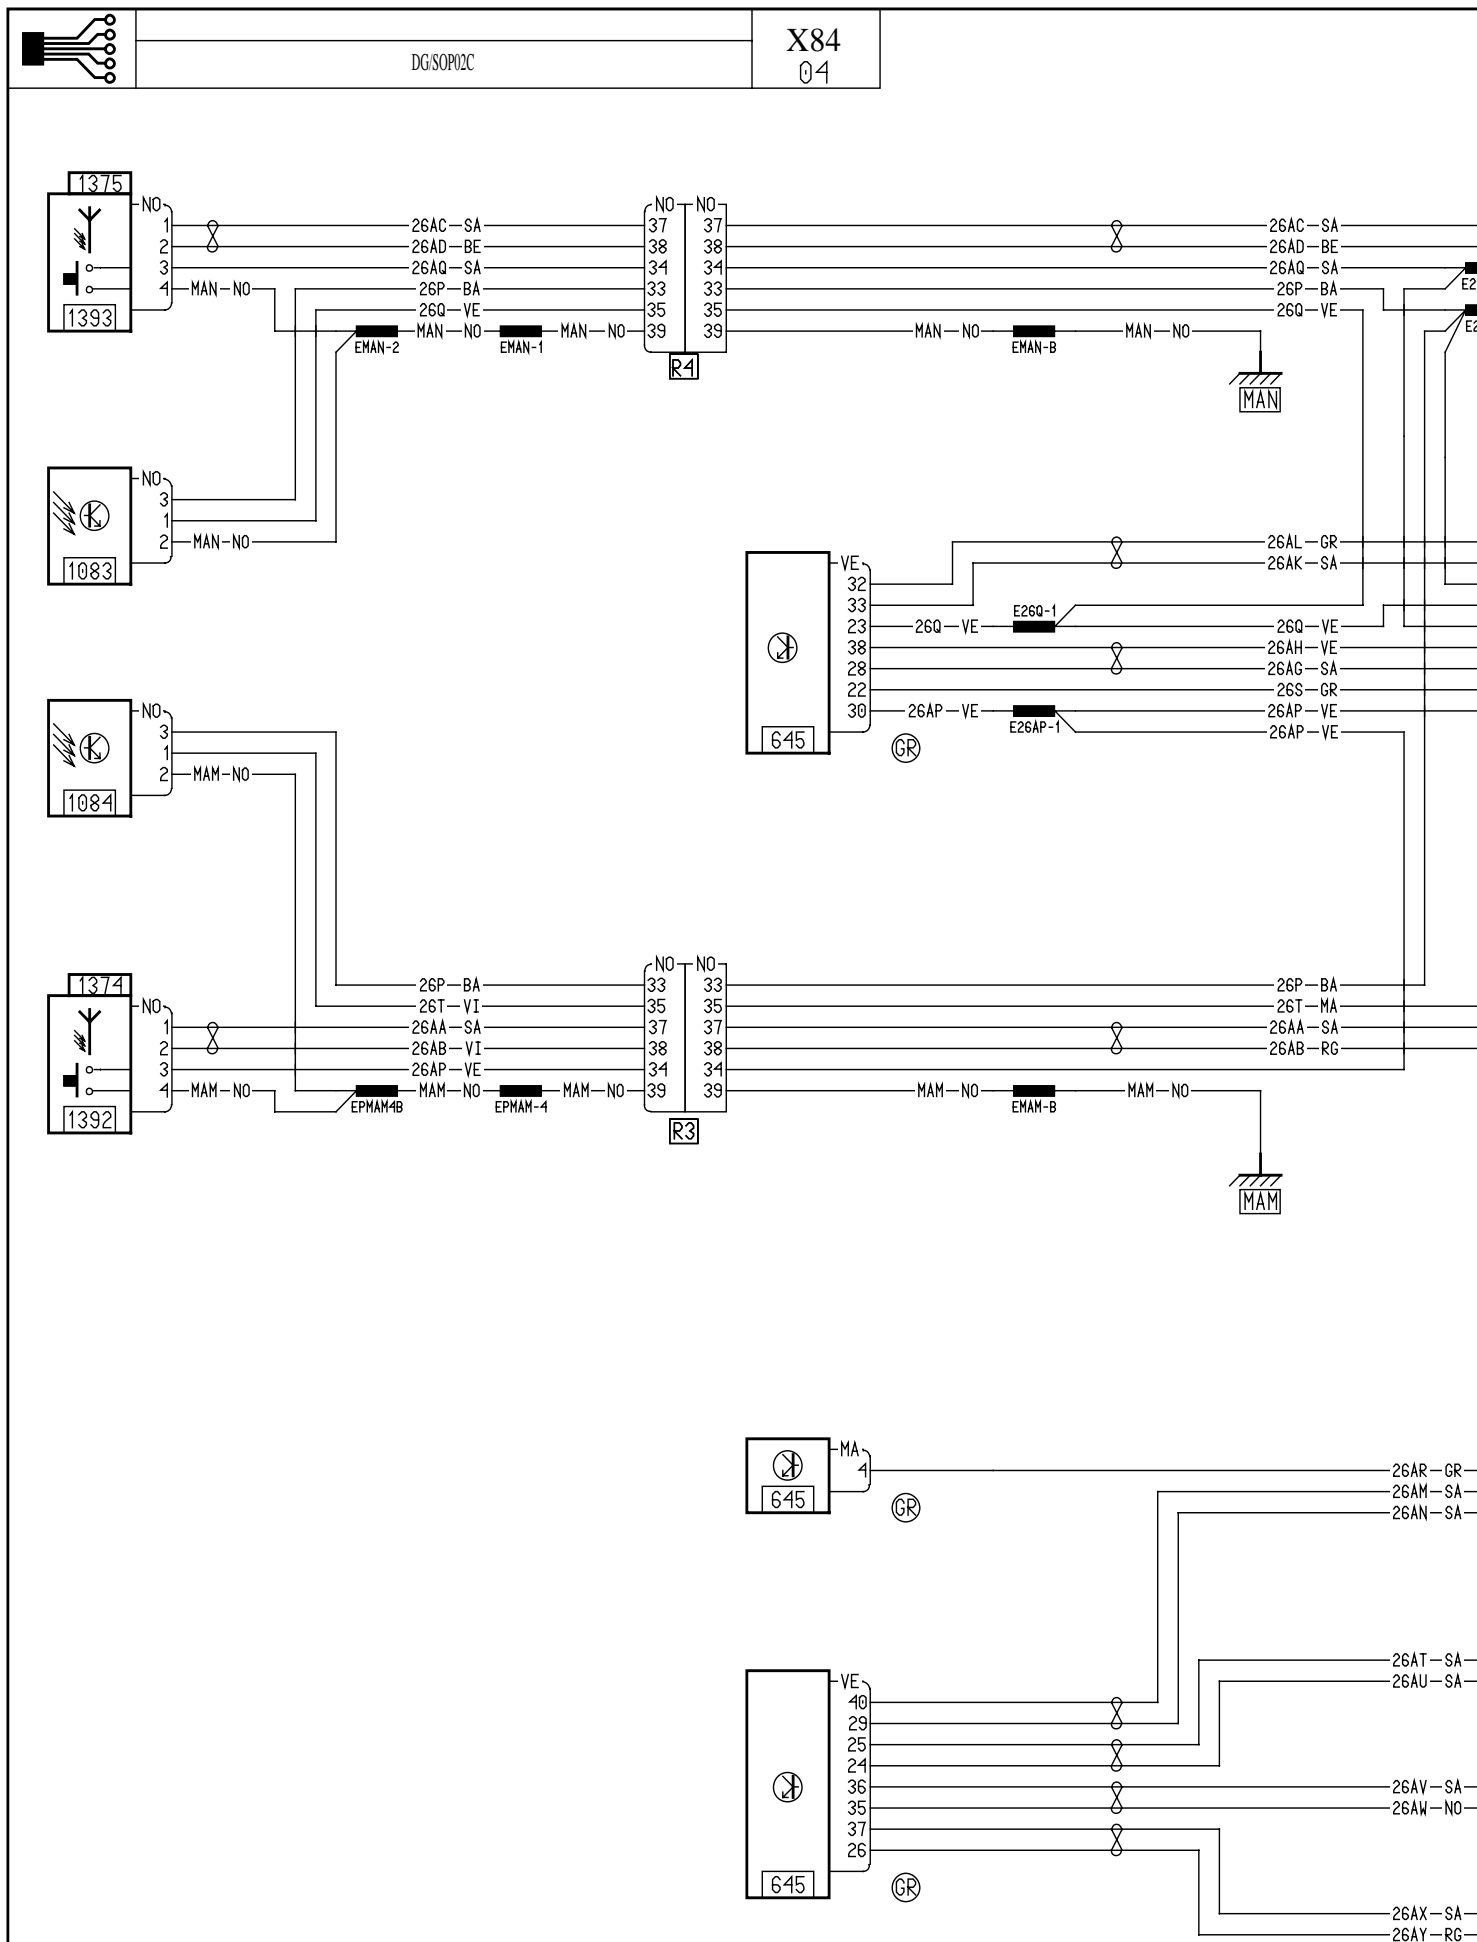 X84
DG/SOP02C
04
1375
NO NO NO
1 26AC SA 37 37 26AC SA
2 26AD BE 38 38 26AD BE
3 26AQ SA 34 34 26AQ SA
4 MAN NO 26P BA 33 33 26P BA
E2
1393 26Q VE 35 35 26Q VE
MAN NO MAN NO 39 39 MAN NO MAN NO
E2
EMAN-2 EMAN-1 EMAN-B
R4
MAN
NO
3
1
2 MAN NO
1083
26AL GR
VE 26AK SA
32
33 E26Q-1
23 26Q VE 26Q VE
38 26AH VE
28 26AG SA
22 26S GR
30 26AP VE 26AP VE
E26AP-1 26AP VE
645 GR
NO
3
1
2 MAM NO
1084
NO NO
1374 26P BA 33 33 26P BA
NO 26T VI 35 35 26T MA
1 26AA SA 37 37 26AA SA
2 26AB VI 38 38 26AB RG
3 26AP VE 34 34
4 MAM NO MAM NO MAM NO 39 39 MAM NO MAM NO
EPMAM4B EPMAM-4 EMAM-B
1392
R3
MAM
MA
4 26AR GR
645 GR 26AM SA
26AN SA
26AT SA
VE 26AU SA
40
29
25
24
36 26AV SA
35 26AW NO
37
26
645 GR
26AX SA
26AY RG